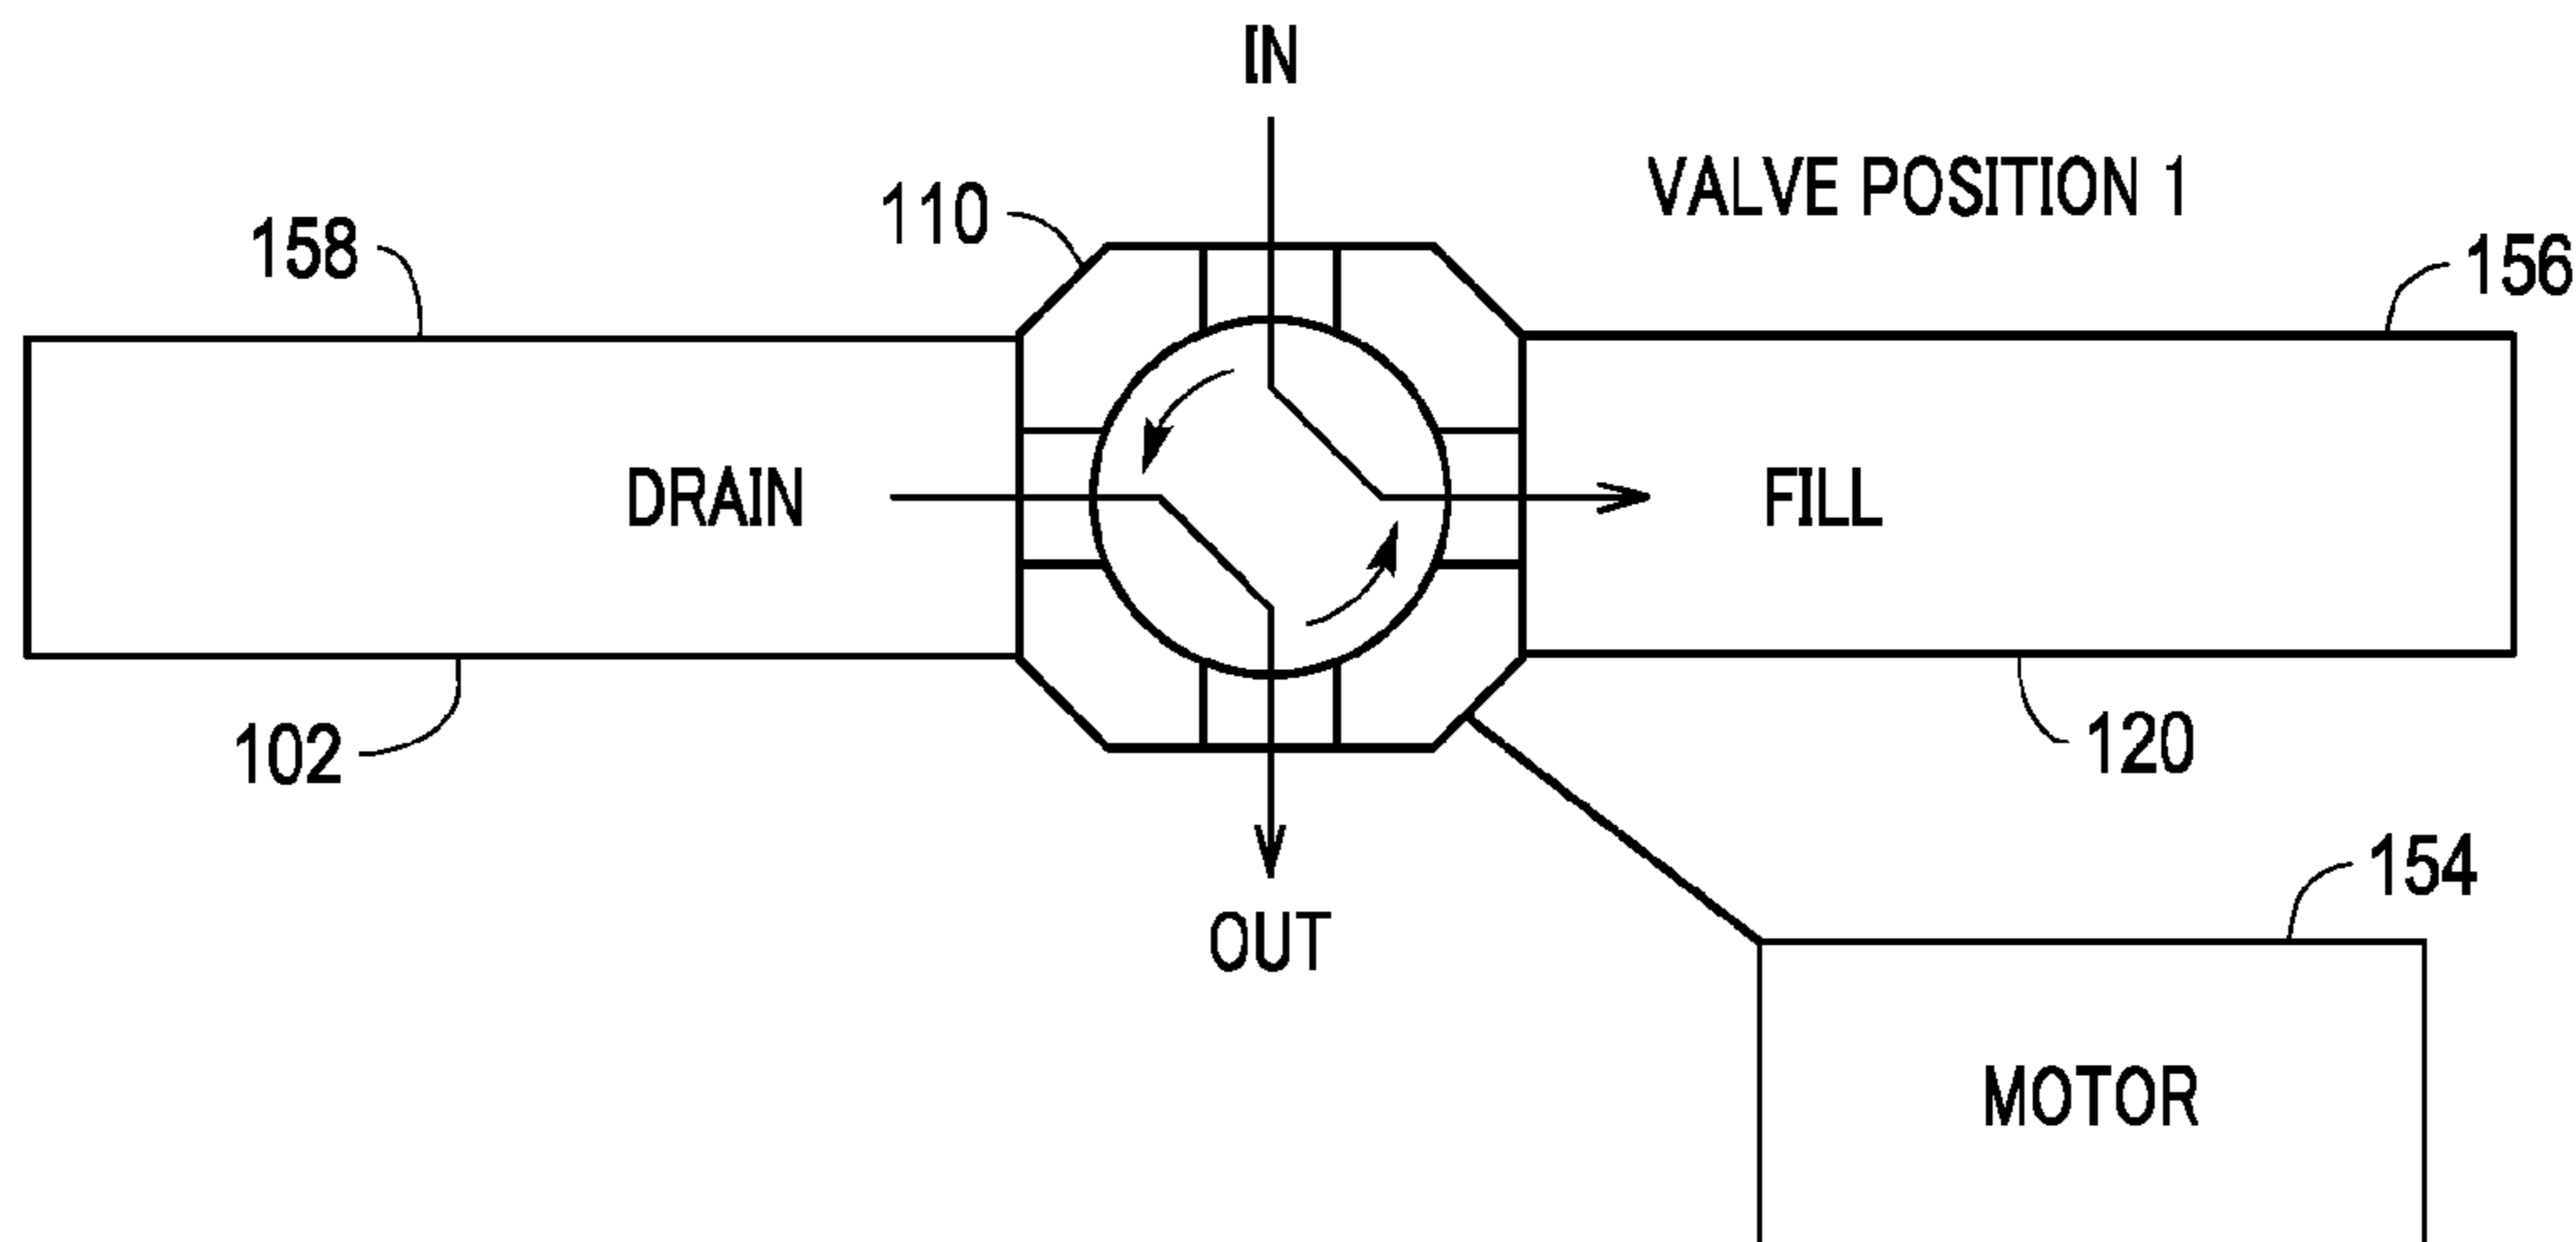 IN
VALVE POSITION 1
110
158
156
DRAIN
FILL
102
120
154
OUT
MOTOR